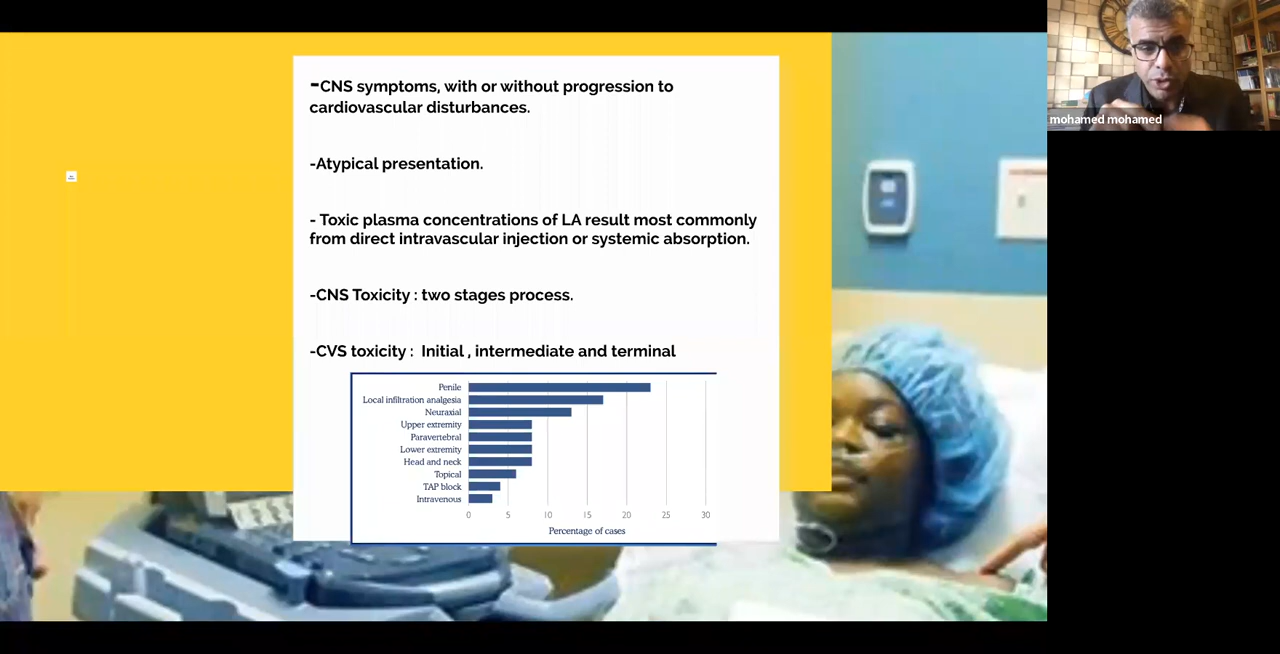 -CNS symptoms, with or without progression to
cardiovascular disturbances.
-Atypical presentation.
- Toxic plasma concentrations of LA result most commonly
from direct intravascular injection or systemic absorption.
-CNS Toxicity : two stages process.
-CVS toxicity :  Initial , intermediate and terminal
Penile
Local infiltration analgesia
Neuraxial
Upper extremity
Paravertebral
Lower extremity
Head and neck
Topical
TAP block
Intravenous
0 5 10 15 20 25 30
Percentage of cases
mohamed mohamed